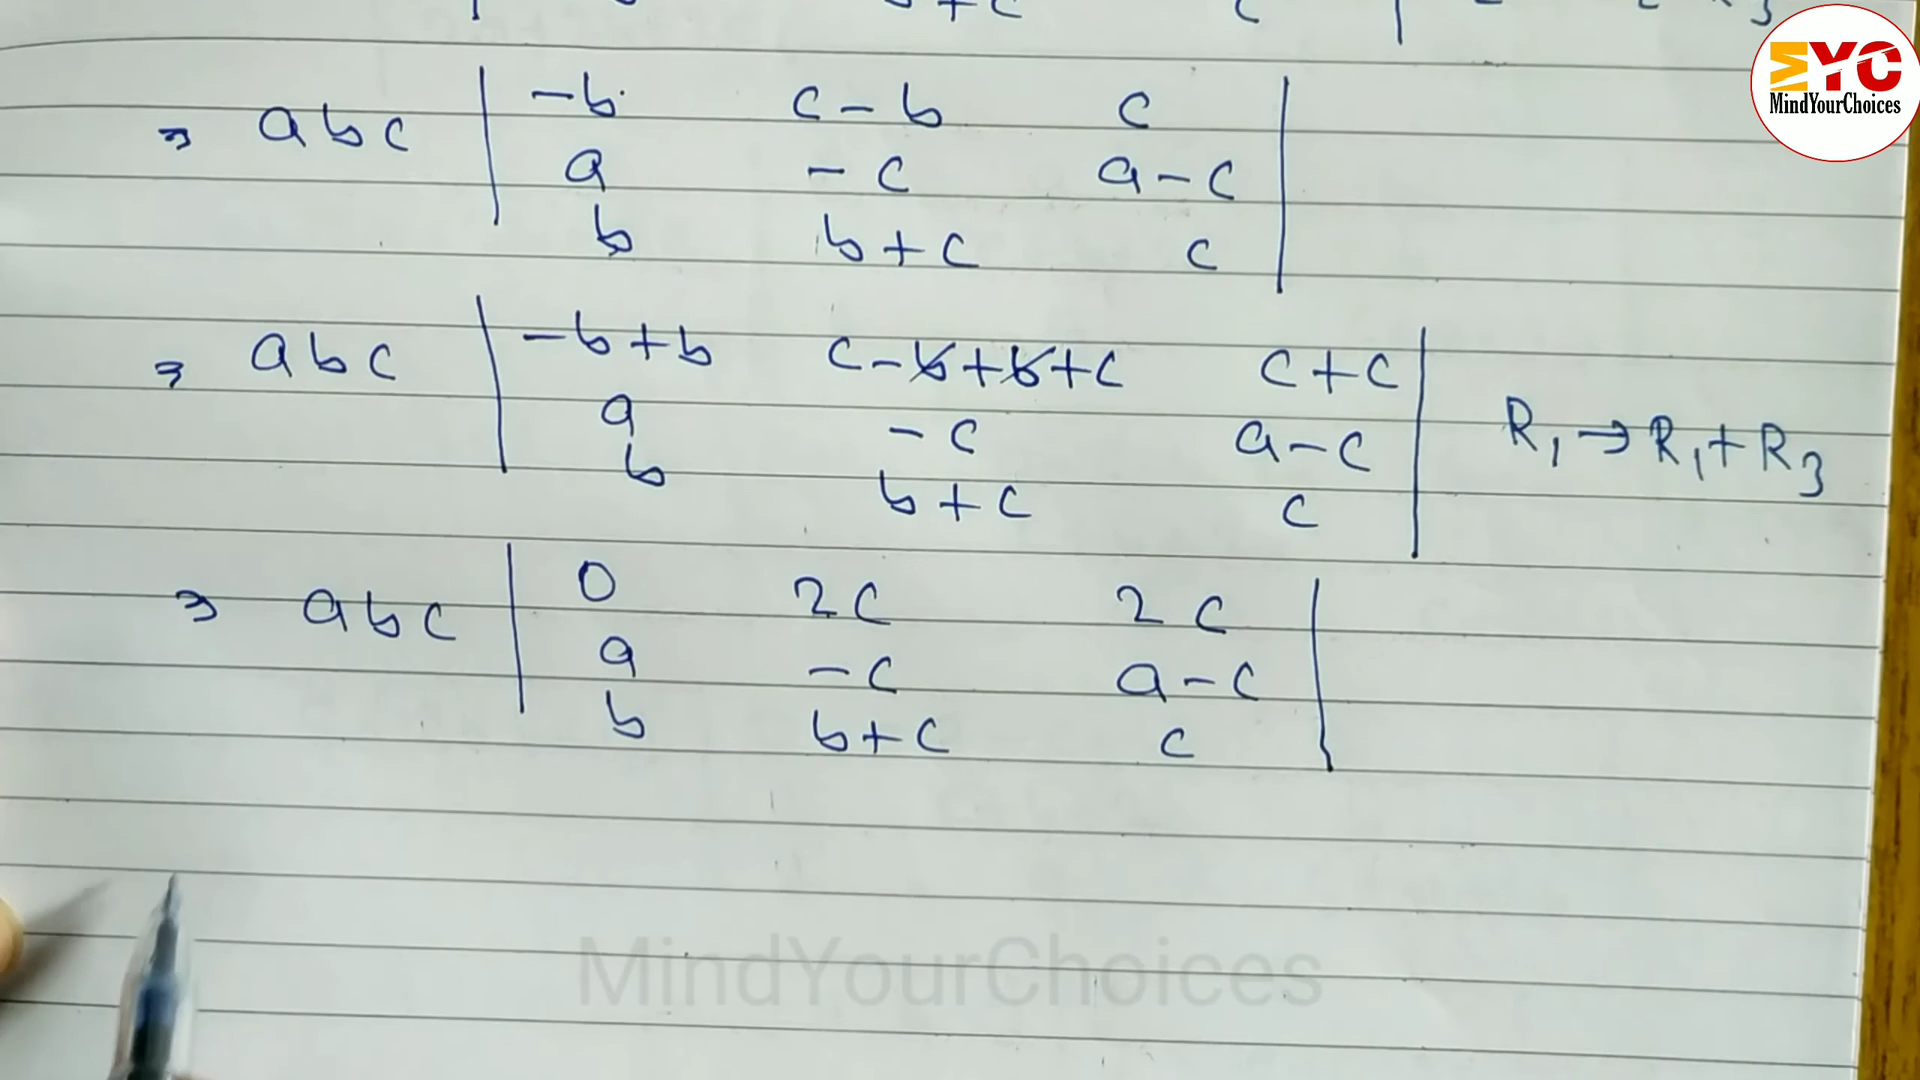 MYC
MindYourChoices
⇒ abc | -b c-b c |
a -c a-c
b b+c c
⇒ abc | -b+b c-b+b+c c+c |
a -c a-c R₁→R₁+R₃
b b+c c
⇒ abc | 0 2c 2c |
a -c a-c
b b+c c
MindYourChoices